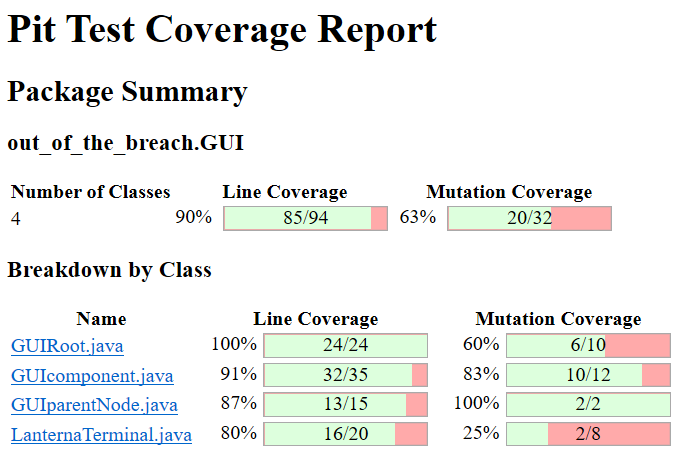 Pit Test Coverage Report
Package Summary
out_of_the_breach.GUI
Number of Classes Line Coverage Mutation Coverage
4 90% 85/94 63% 20/32
Breakdown by Class
Name Line Coverage Mutation Coverage
GUIRoot.java 100% 24/24 60% 6/10
GUIcomponent.java 91% 32/35 83% 10/12
GUIparentNode.java 87% 13/15 100% 2/2
LanternaTerminal.java 80% 16/20 25% 2/8